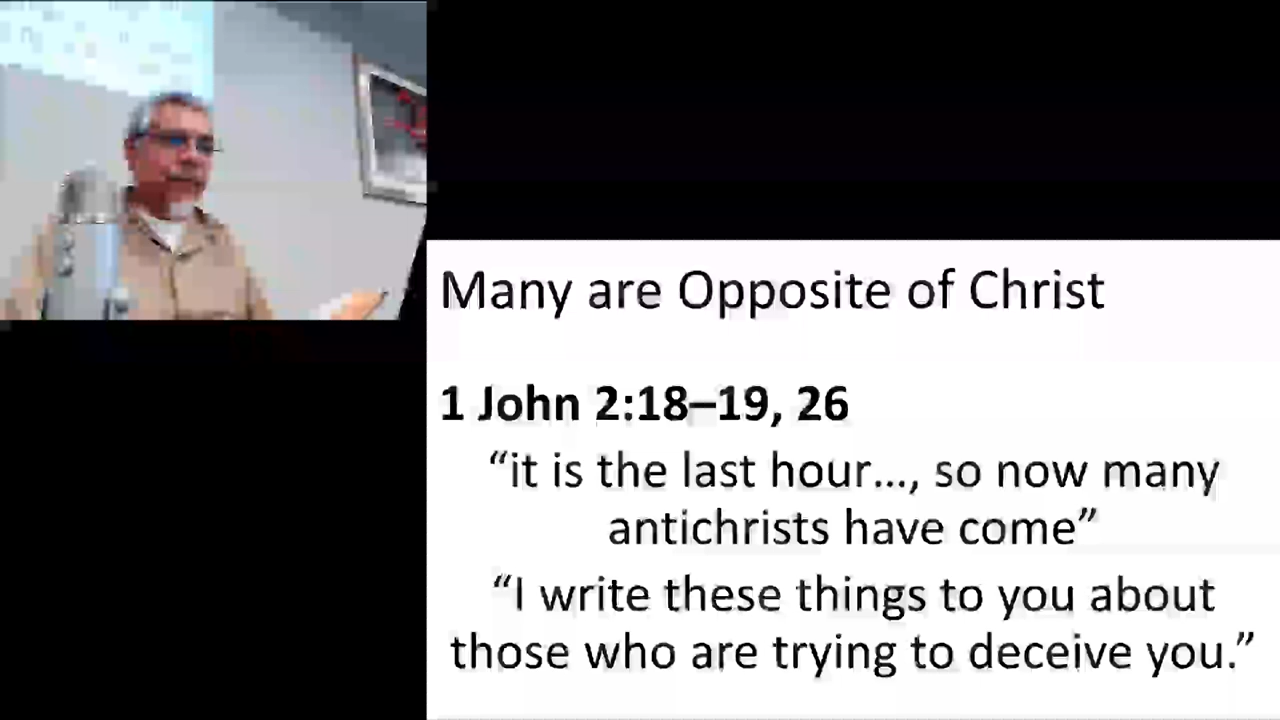 Many are Opposite of Christ
1 John 2:18–19, 26
“it is the last hour…, so now many
antichrists have come”
“I write these things to you about
those who are trying to deceive you.”